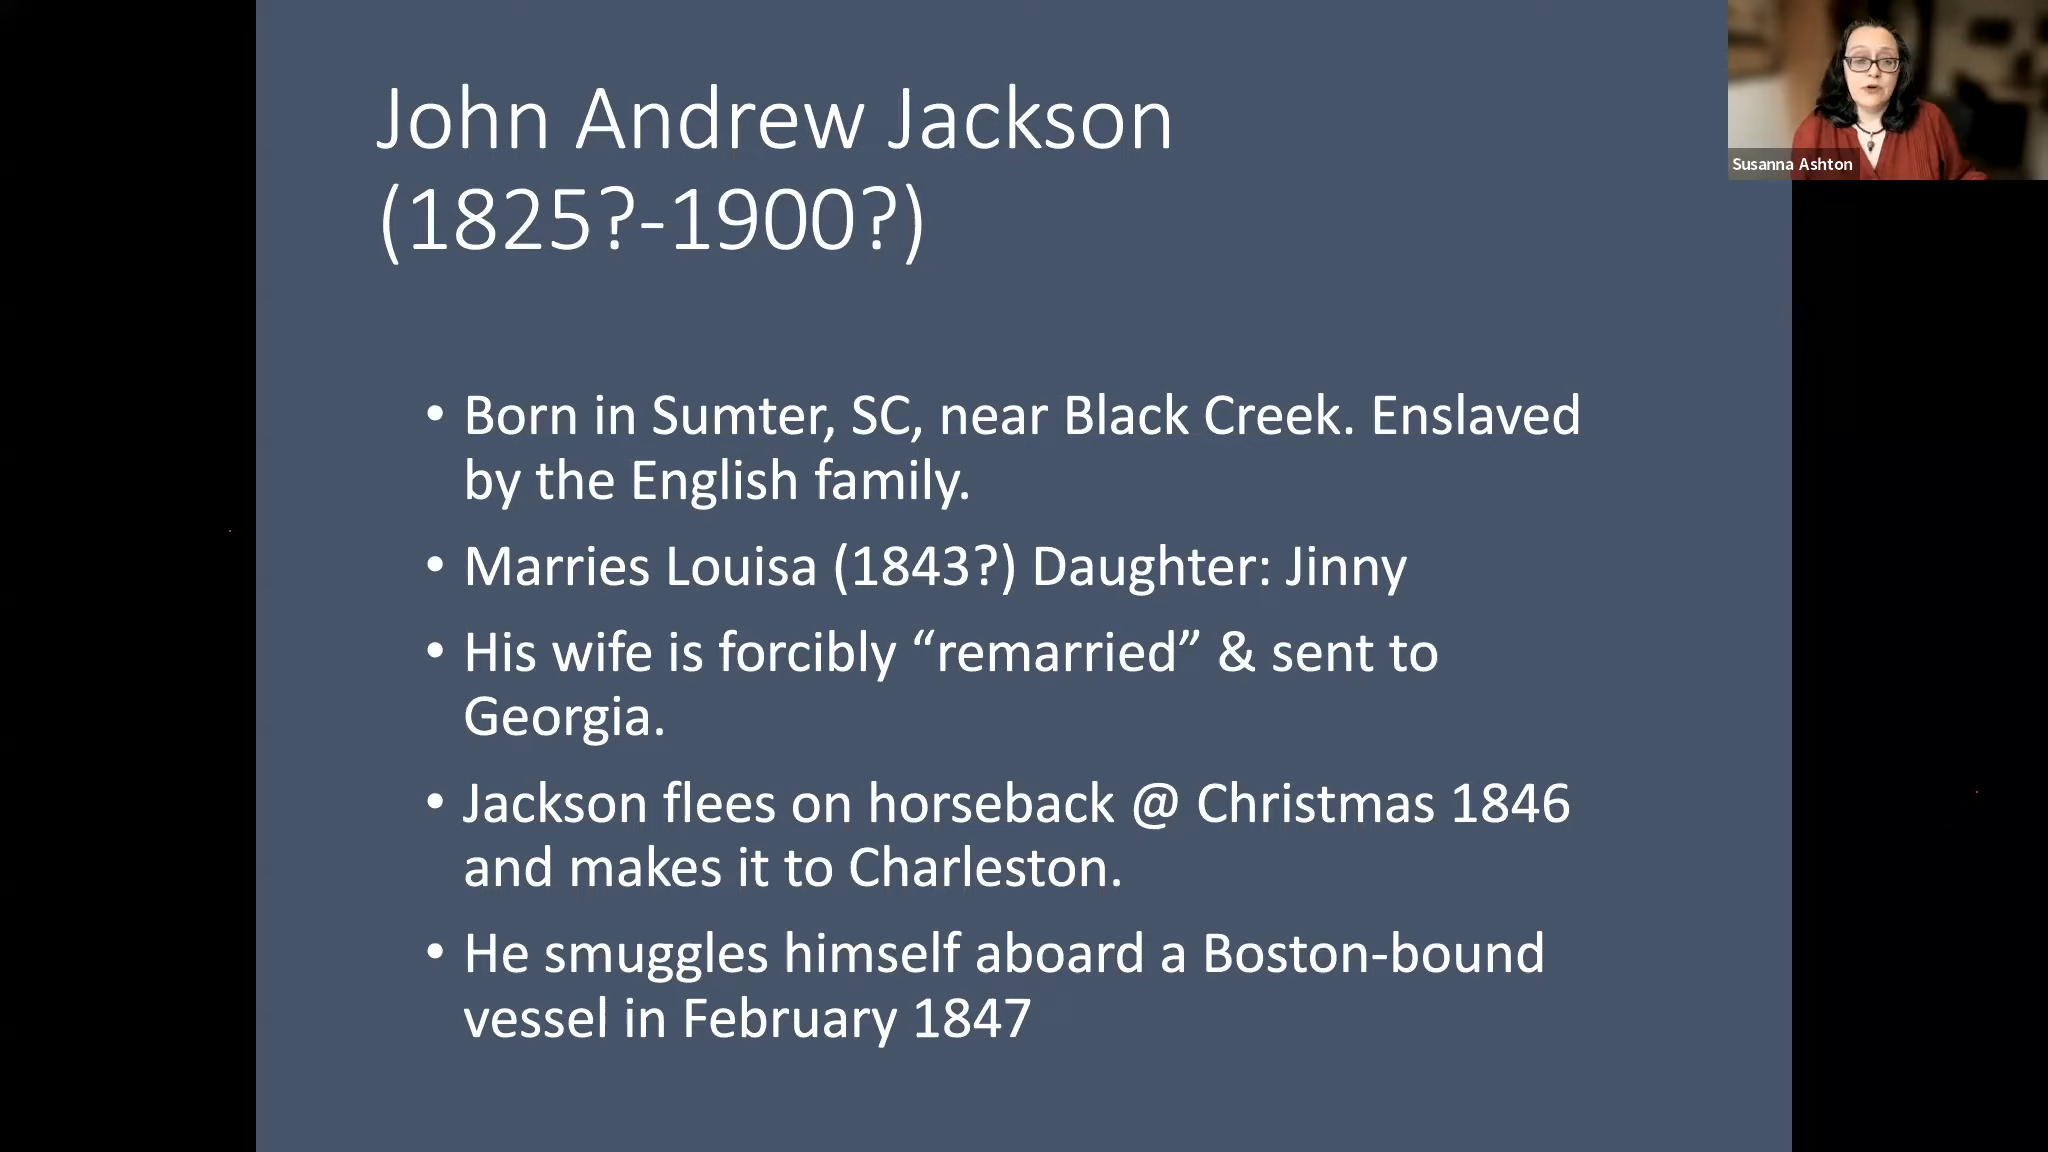 John Andrew Jackson
(1825?-1900?)
Susanna Ashton
• Born in Sumter, SC, near Black Creek. Enslaved
by the English family.
• Marries Louisa (1843?) Daughter: Jinny
• His wife is forcibly “remarried” & sent to
Georgia.
• Jackson flees on horseback @ Christmas 1846
and makes it to Charleston.
• He smuggles himself aboard a Boston-bound
vessel in February 1847